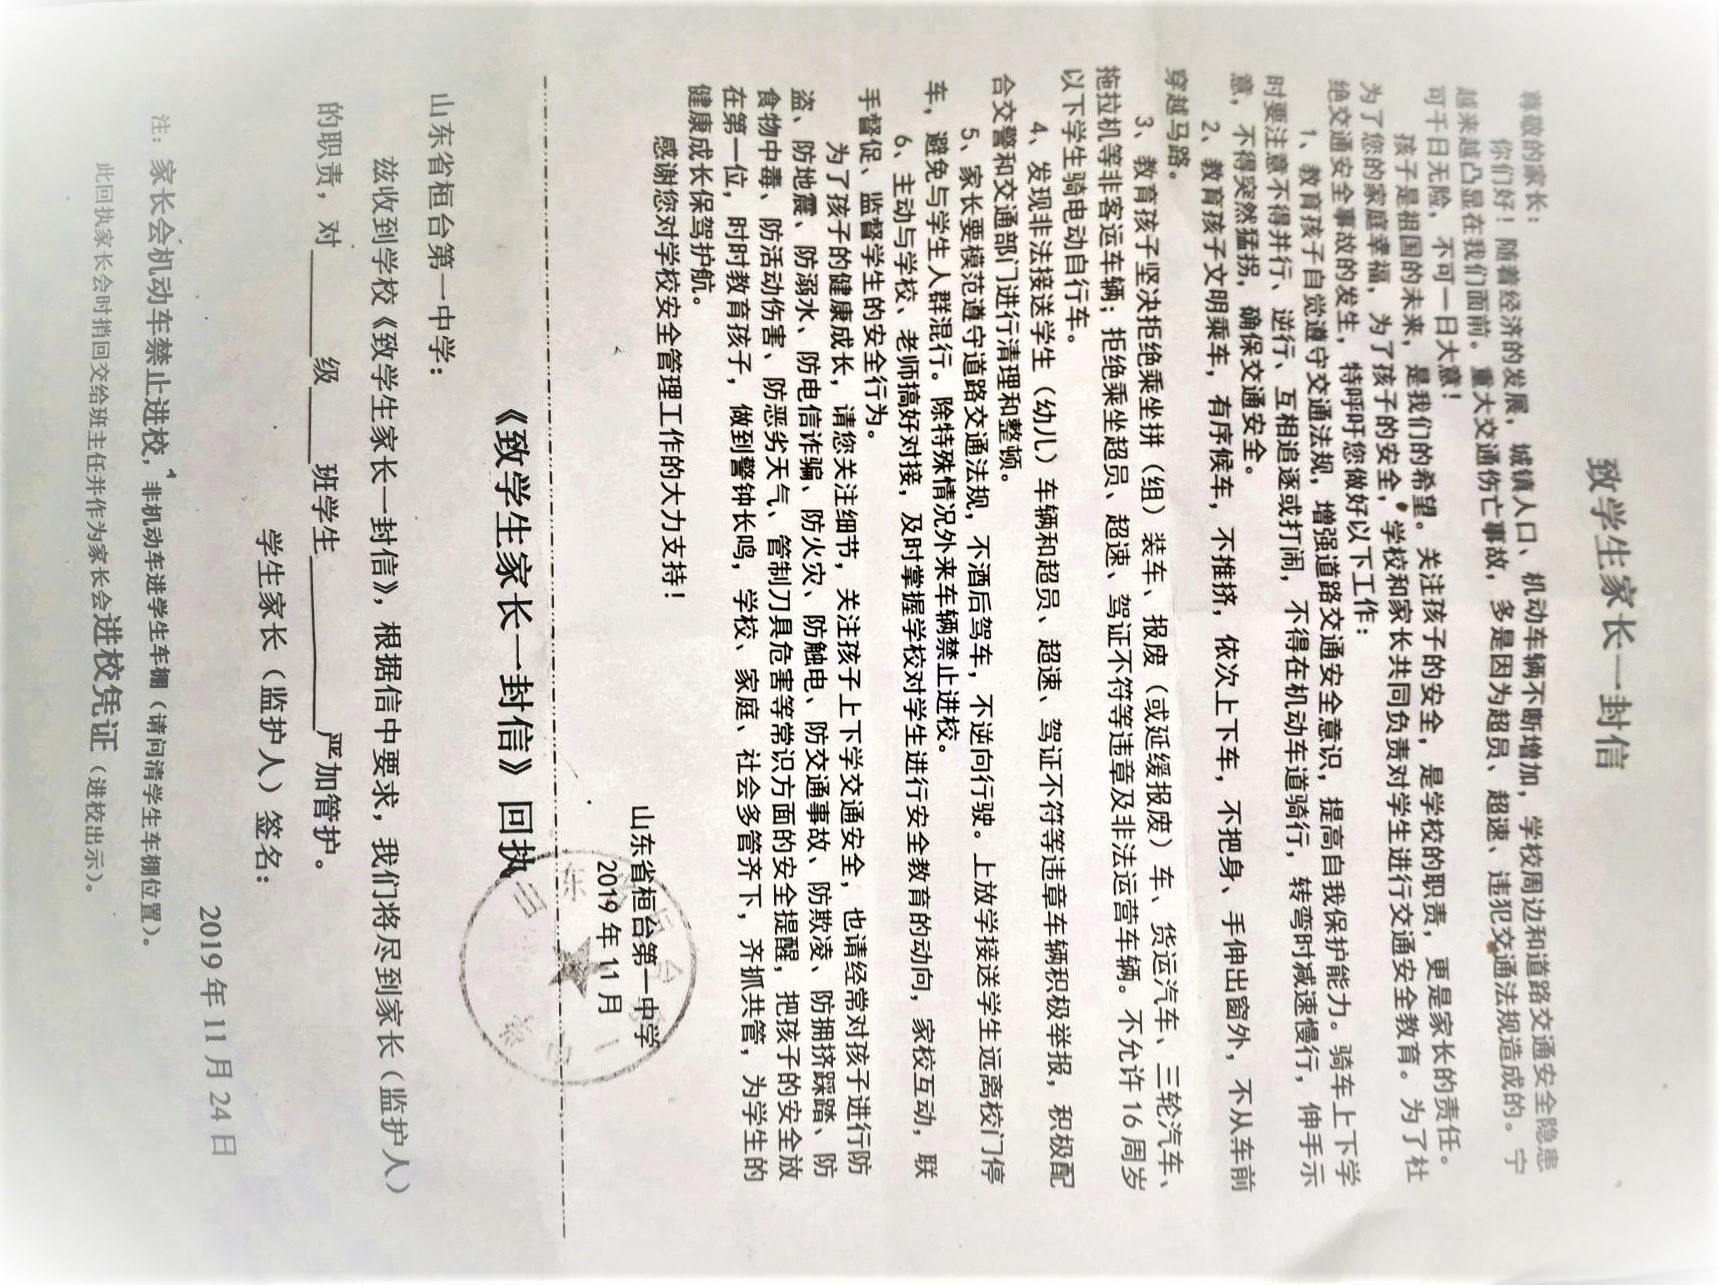 致学生家长一封信
尊敬的家长：
你们好！随着经济的发展，城镇人口、机动车辆不断增加，学校周边和道路交通安全隐患
越来越凸显在我们面前。重大交通伤亡事故，多是因为超员、超速、违犯交通法规造成的。宁
可千日无险，不可一日大意！
孩子是祖国的未来，是我们的希望。关注孩子的安全，是学校的职责，更是家长的责任。
为了您的家庭幸福，为了孩子的安全，学校和家长共同负责对学生进行交通安全教育。为了杜
绝交通安全事故的发生，特呼吁您做好以下工作：
1、教育孩子自觉遵守交通法规，增强道路交通安全意识，提高自我保护能力。骑车上下学
时要注意不得并行、逆行、互相追逐或打闹，不得在机动车道骑行，转弯时减速慢行，伸手示
意，不得突然猛拐，确保交通安全。
2、教育孩子文明乘车，有序候车，不推挤，依次上下车，不把身、手伸出窗外，不从车前
穿越马路。
3、教育孩子坚决拒绝乘坐拼（组）装车、报废（或延缓报废）车、货运汽车、三轮汽车、
拖拉机等非客运车辆；拒绝乘坐超员、超速、驾证不符等违章及非法运营车辆。不允许16周岁
以下学生骑电动自行车。
4、发现非法接送学生（幼儿）车辆和超员、超速、驾证不符等违章车辆积极举报，积极配
合交警和交通部门进行清理和整顿。
5、家长要模范遵守道路交通法规，不酒后驾车，不逆向行驶。上放学接送学生远离校门停
车，避免与学生人群混行。除特殊情况外来车辆禁止进校。
6、主动与学校、老师搞好对接，及时掌握学校对学生进行安全教育的动向，家校互动，联
手督促、监督学生的安全行为。
为了孩子的健康成长，请您关注细节，关注孩子上下学交通安全，也请经常对孩子进行防
盗、防地震、防溺水、防电信诈骗、防火灾、防触电、防交通事故、防欺凌、防拥挤踩踏、防
食物中毒、防活动伤害、防恶劣天气、管制刀具危害等常识方面的安全提醒，把孩子的安全放
在第一位，时时教育孩子，做到警钟长鸣，学校、家庭、社会多管齐下，齐抓共管，为学生的
健康成长保驾护航。
感谢您对学校安全管理工作的大力支持！
山东省桓台第一中学
2019年11月
《致学生家长一封信》回执
山东省桓台第一中学：
兹收到学校《致学生家长一封信》，根据信中要求，我们将尽到家长（监护人）
的职责，对______级____班学生________严加管护。
学生家长（监护人）签名：
2019年11月24日
注：家长会机动车禁止进校，非机动车进学生车棚（请问清学生车棚位置）。
此回执家长会时捎回交给班主任并作为家长会进校凭证（进校出示）。